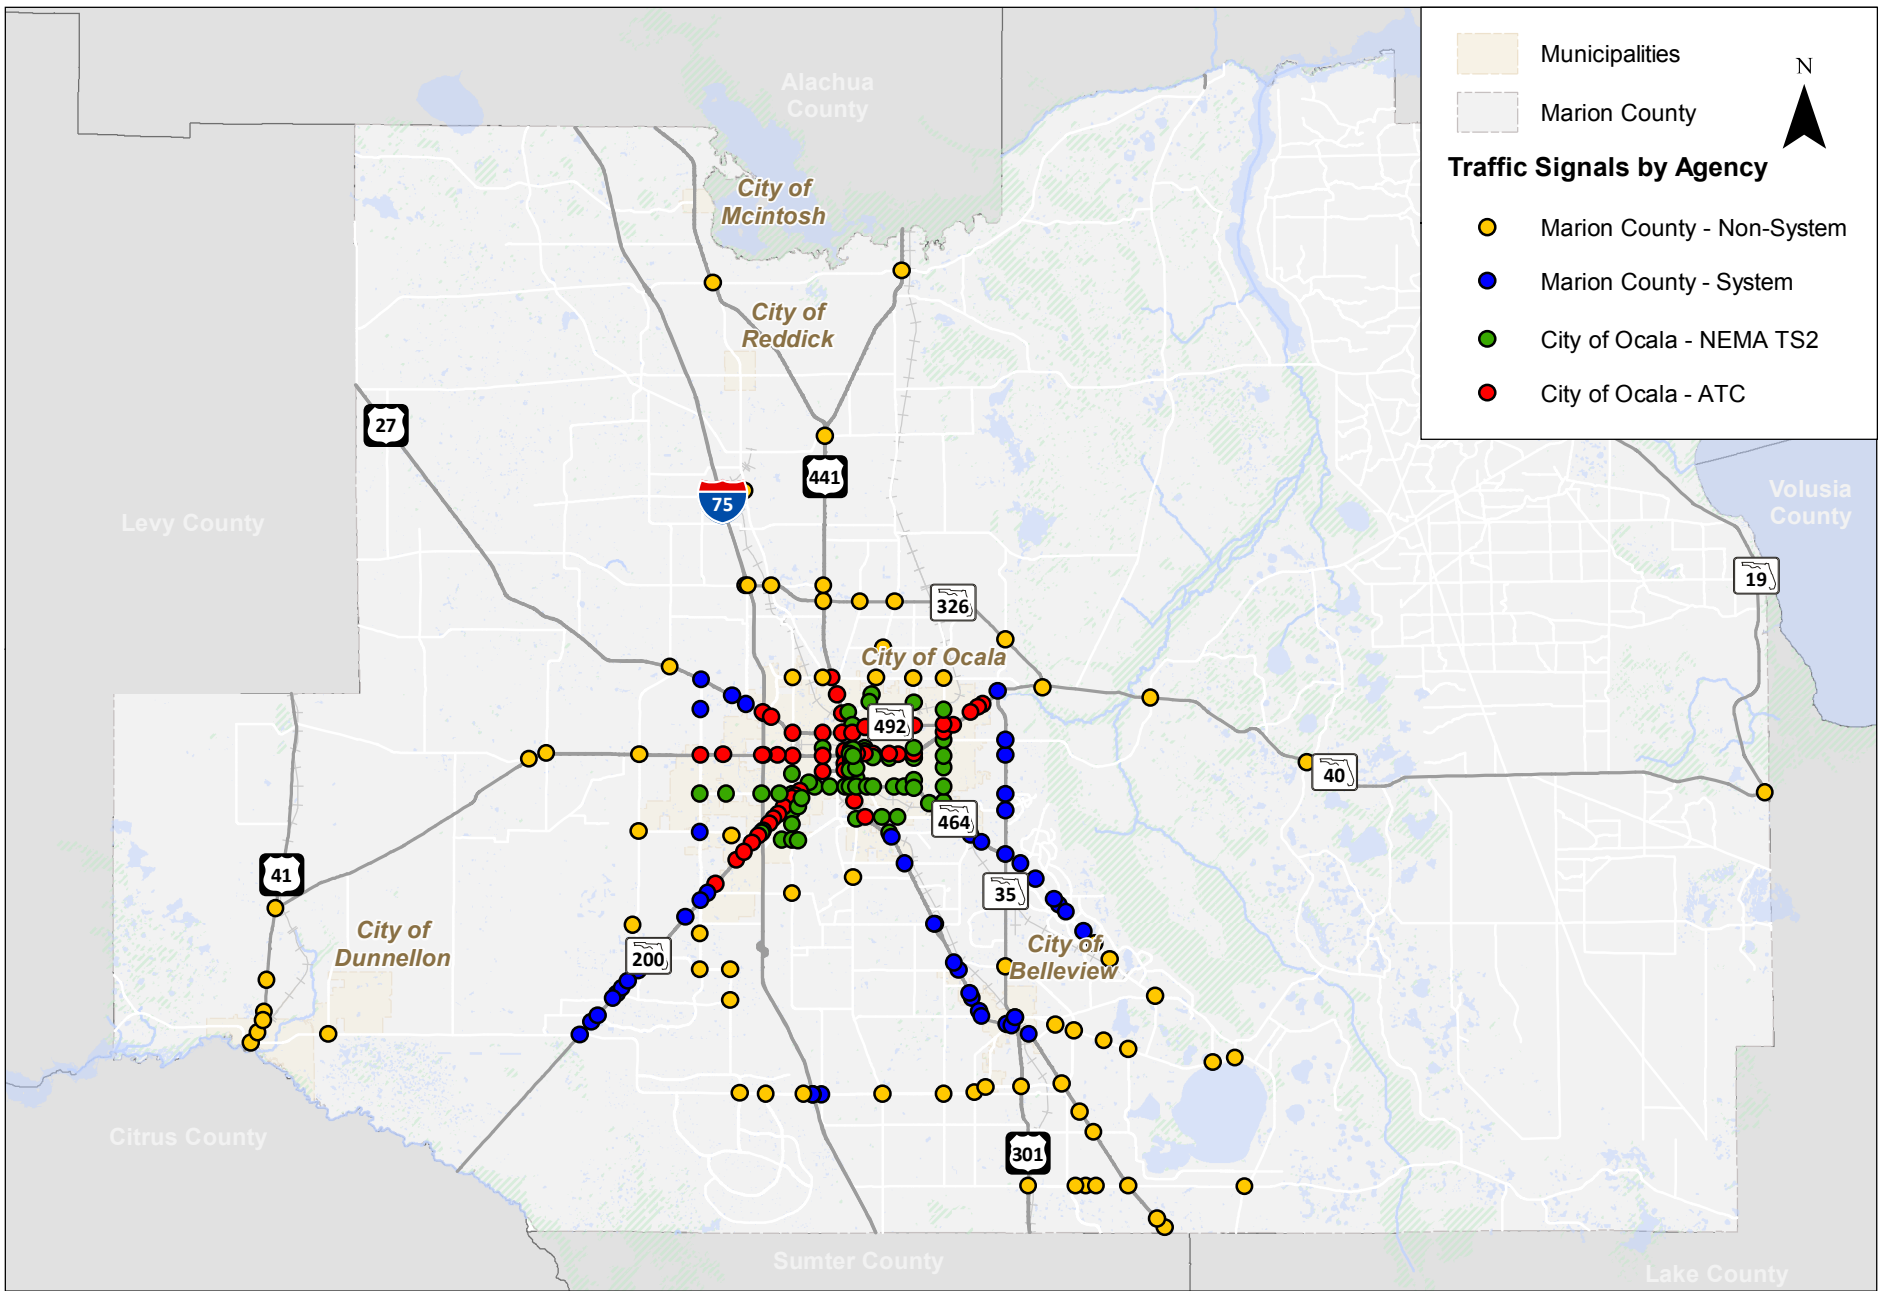 Alachua
County
City of
Mcintosh
City of
Reddick
27
441
75
Levy County
326
City of Ocala
492
464
41
35
City of
Dunnellon
200
City of
Belleview
301
Citrus County
Sumter County
Lake County
40
19
Volusia
County
Municipalities
Marion County
N
Traffic Signals by Agency
Marion County - Non-System
Marion County - System
City of Ocala - NEMA TS2
City of Ocala - ATC